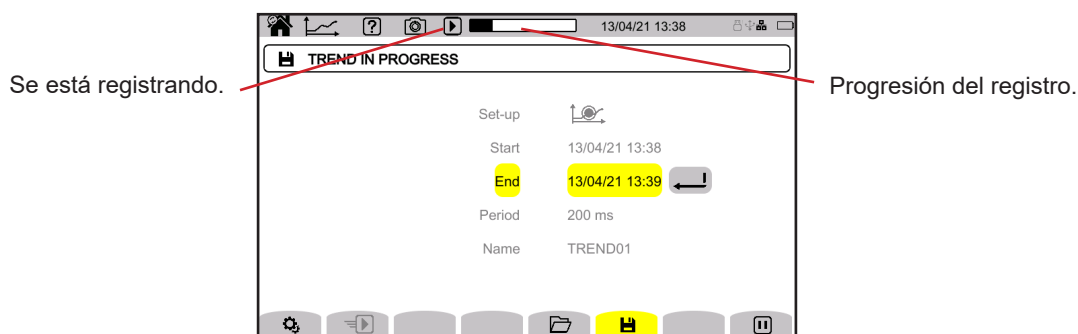 13/04/21 13:38
TREND IN PROGRESS
Se está registrando.
Progresión del registro.
Set-up
Start 13/04/21 13:38
End 13/04/21 13:39
Period 200 ms
Name TREND01